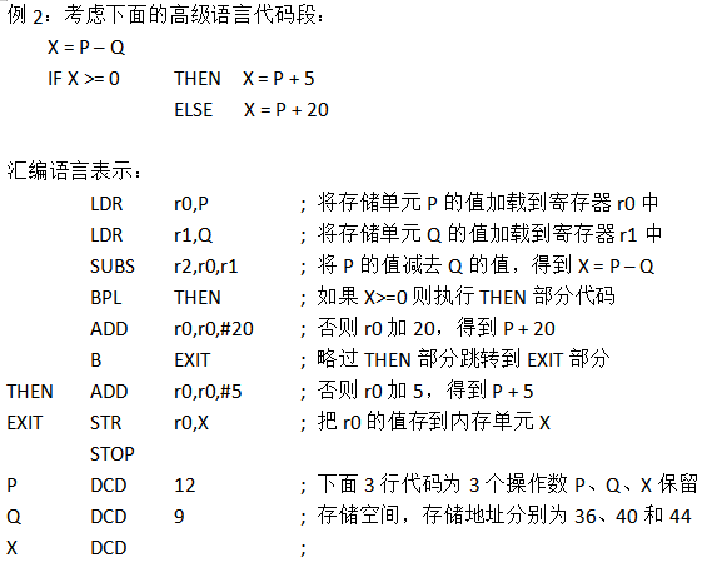 例 2：考虑下面的高级语言代码段：
X = P – Q
IF X >= 0 THEN X = P + 5
ELSE X = P + 20
汇编语言表示：
LDR r0,P ; 将存储单元 P 的值加载到寄存器 r0 中
LDR r1,Q ; 将存储单元 Q 的值加载到寄存器 r1 中
SUBS r2,r0,r1 ; 将 P 的值减去 Q 的值，得到 X = P – Q
BPL THEN ; 如果 X>=0 则执行 THEN 部分代码
ADD r0,r0,#20 ; 否则 r0 加 20，得到 P + 20
B EXIT ; 略过 THEN 部分跳转到 EXIT 部分
THEN ADD r0,r0,#5 ; 否则 r0 加 5，得到 P + 5
EXIT STR r0,X ; 把 r0 的值存到内存单元 X
STOP
P DCD 12 ; 下面 3 行代码为 3 个操作数 P、Q、X 保留
Q DCD 9 ; 存储空间，存储地址分别为 36、40 和 44
X DCD ;